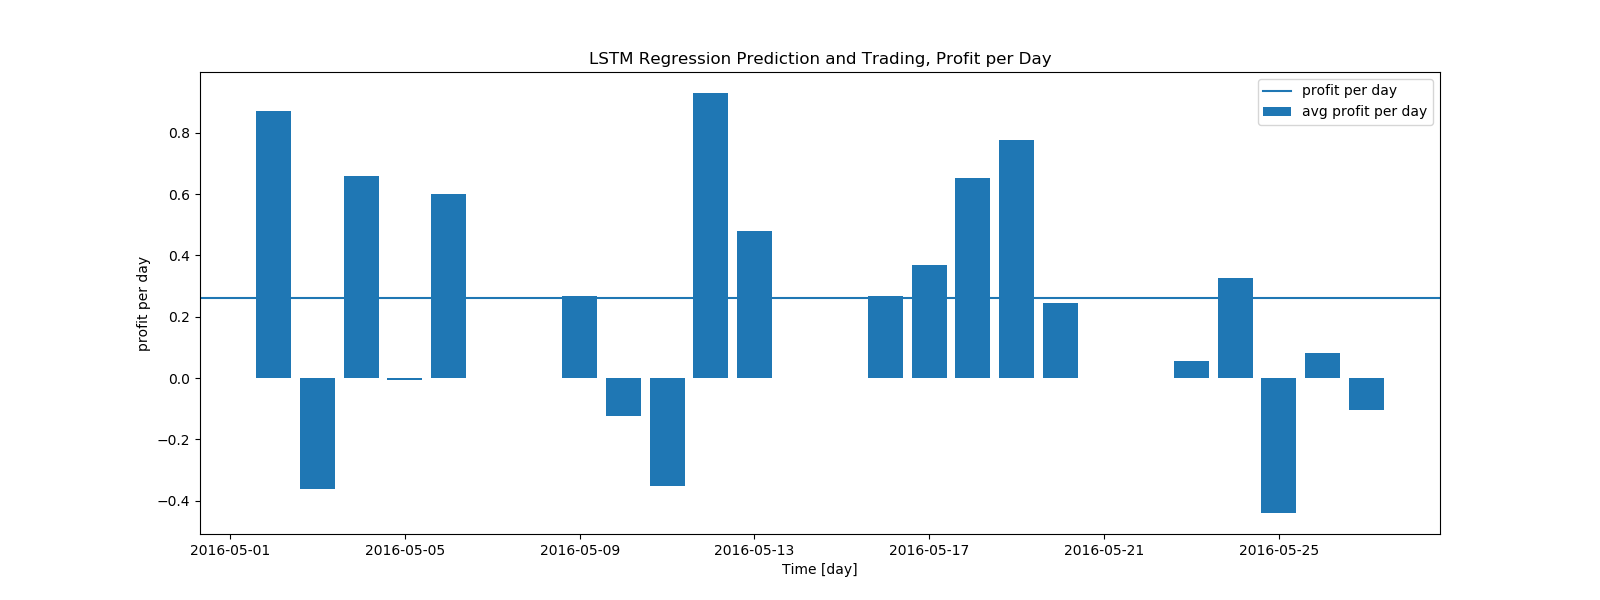 LSTM Regression Prediction and Trading, Profit per Day
profit per day
avg profit per day
0.8
0.6
0.4
0.2
0.0
−0.2
−0.4
profit per day
2016-05-01 2016-05-05 2016-05-09 2016-05-13 2016-05-17 2016-05-21 2016-05-25
Time [day]